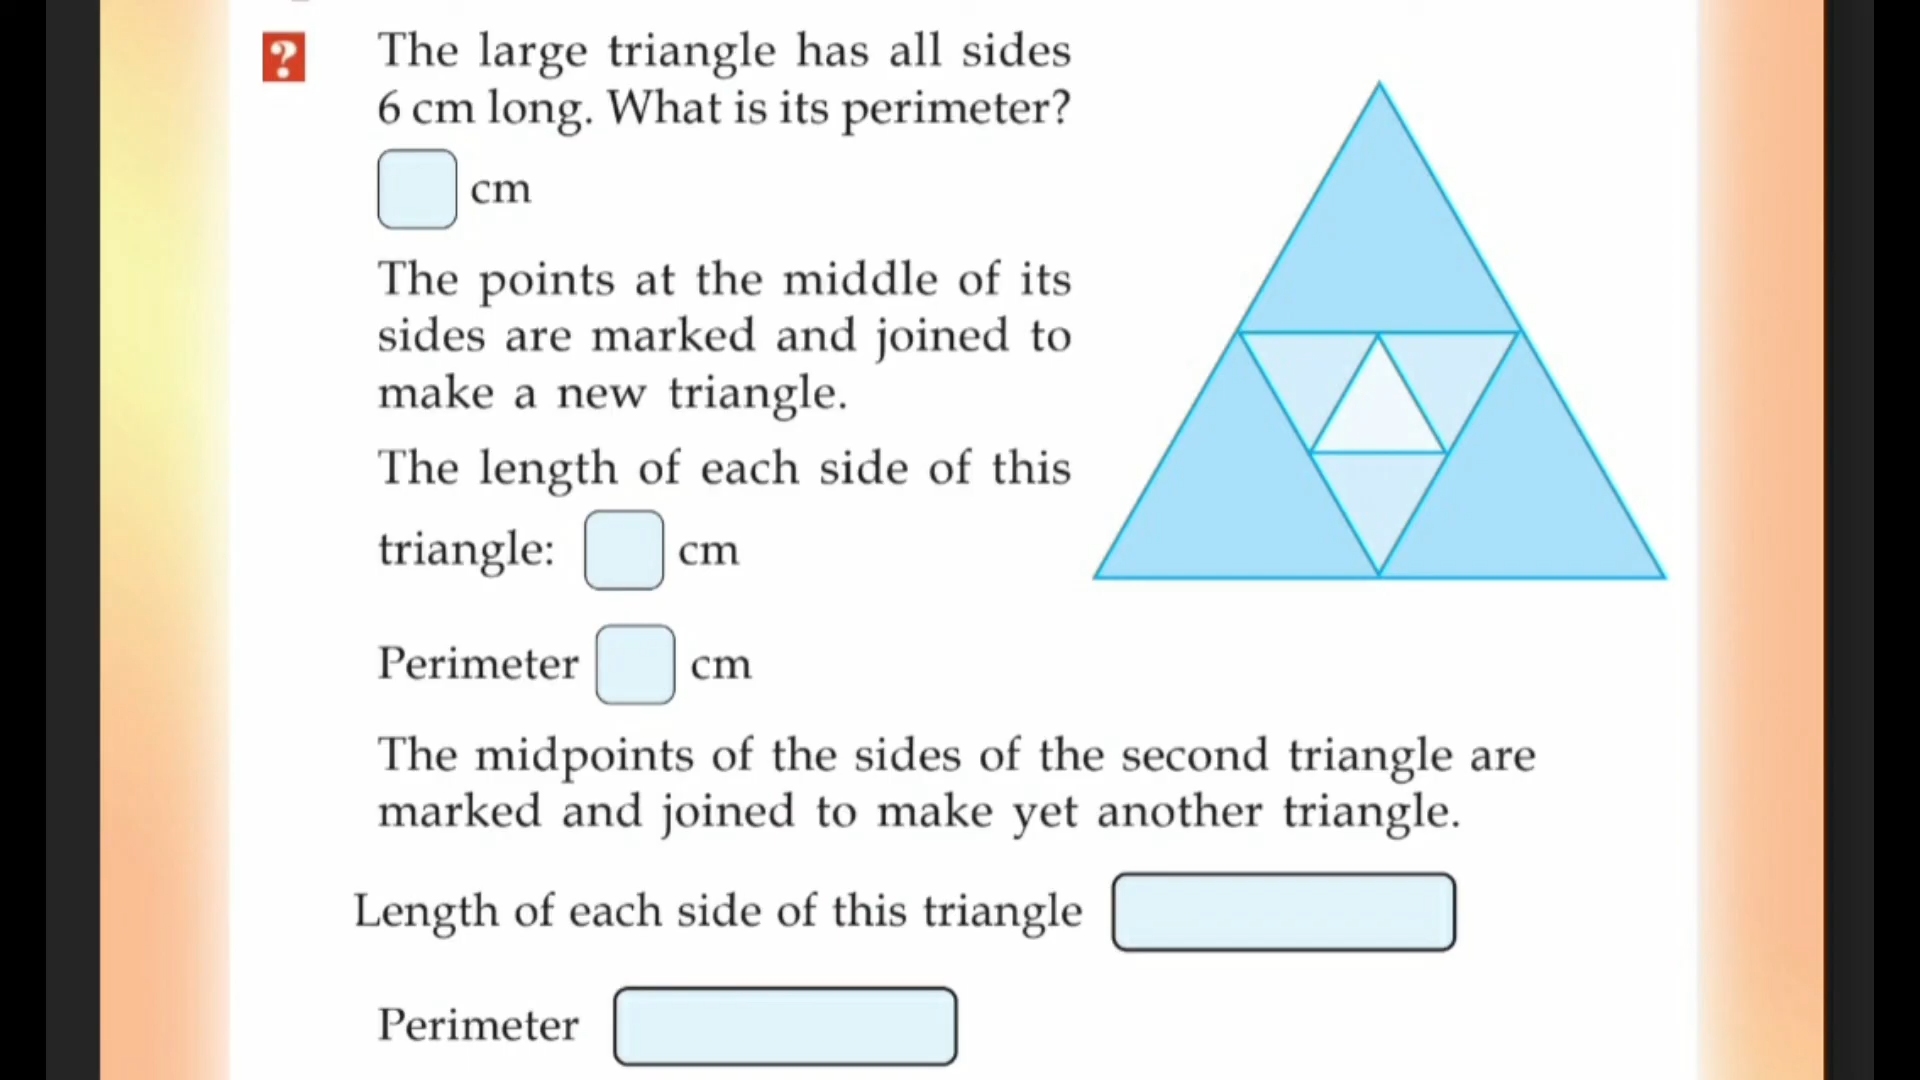 ?
The large triangle has all sides
6 cm long. What is its perimeter?
cm
The points at the middle of its
sides are marked and joined to
make a new triangle.
The length of each side of this
triangle: cm
Perimeter cm
The midpoints of the sides of the second triangle are
marked and joined to make yet another triangle.
Length of each side of this triangle
Perimeter